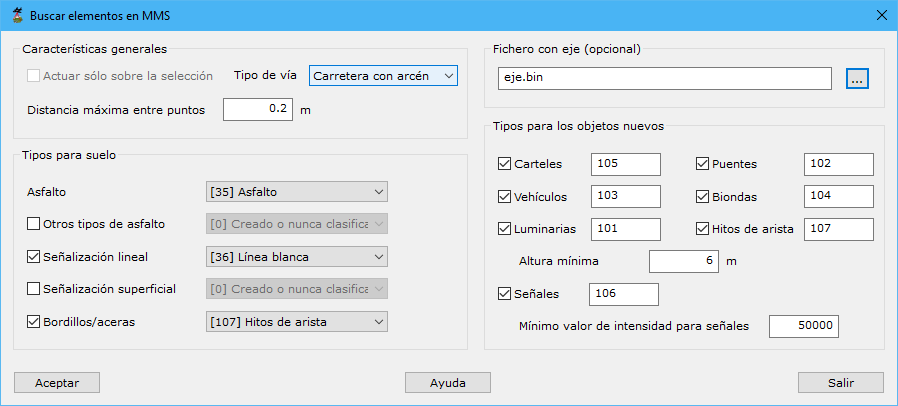 Buscar elementos en MMS
Características generales
Actuar sólo sobre la selección
Tipo de vía
Carretera con arcén
Distancia máxima entre puntos
0.2
m
Tipos para suelo
Asfalto
[35] Asfalto
Otros tipos de asfalto
[0] Creado o nunca clasifica
Señalización lineal
[36] Línea blanca
Señalización superficial
[0] Creado o nunca clasifica
Bordillos/aceras
[107] Hitos de arista
Fichero con eje (opcional)
eje.bin
...
Tipos para los objetos nuevos
Carteles
105
Puentes
102
Vehículos
103
Biondas
104
Luminarias
101
Hitos de arista
107
Altura mínima
6
m
Señales
106
Mínimo valor de intensidad para señales
50000
Aceptar
Ayuda
Salir